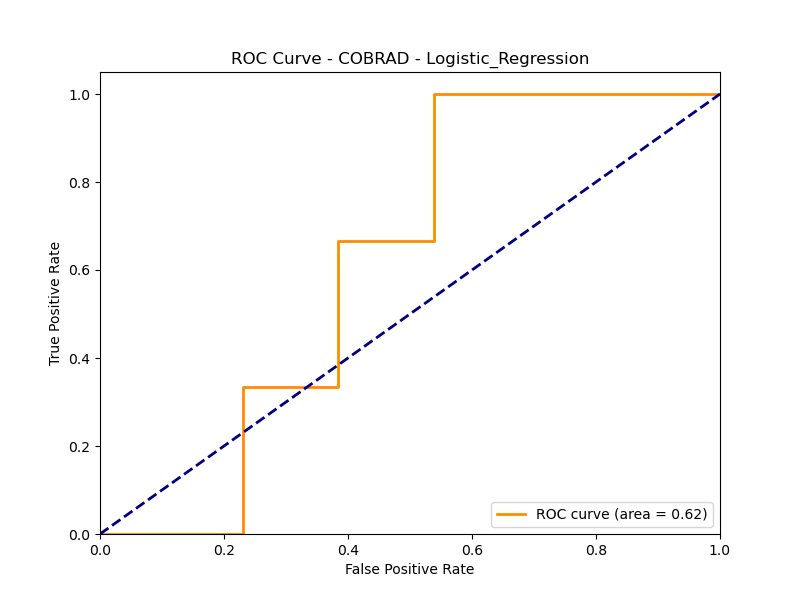 ROC Curve - COBRAD - Logistic_Regression
True Positive Rate
1.0
0.8
0.6
0.4
0.2
0.0
ROC curve (area = 0.62)
0.0 0.2 0.4 0.6 0.8 1.0
False Positive Rate